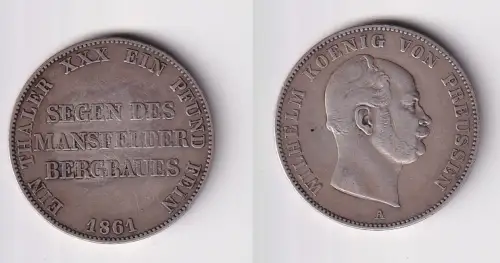 EIN THALER XXX EIN PFUND FEIN
SEGEN DES
MANSFELDER
BERGBAUES
1861
WILHELM KOENIG VON PREUSSEN
A